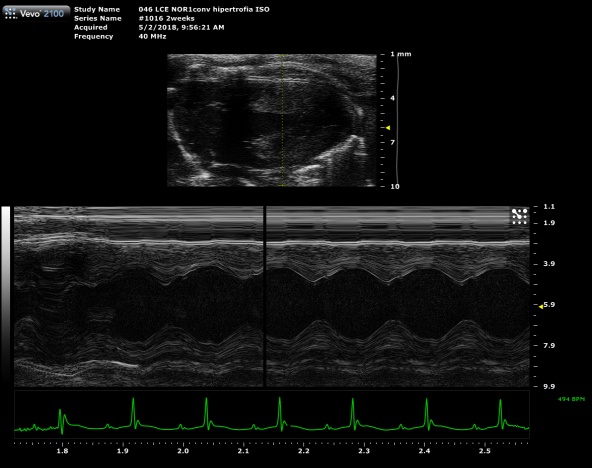 Vevo 2100
Study Name 046 LCE NOR1conv hipertrofia ISO
Series Name #1016 2weeks
Acquired 5/2/2018, 9:56:21 AM
Frequency 40 MHz
1 mm
4
7
10
1.1
1.9
3.9
5.9
7.9
9.9
494 BPM
1.8 1.9 2.0 2.1 2.2 2.3 2.4 2.5